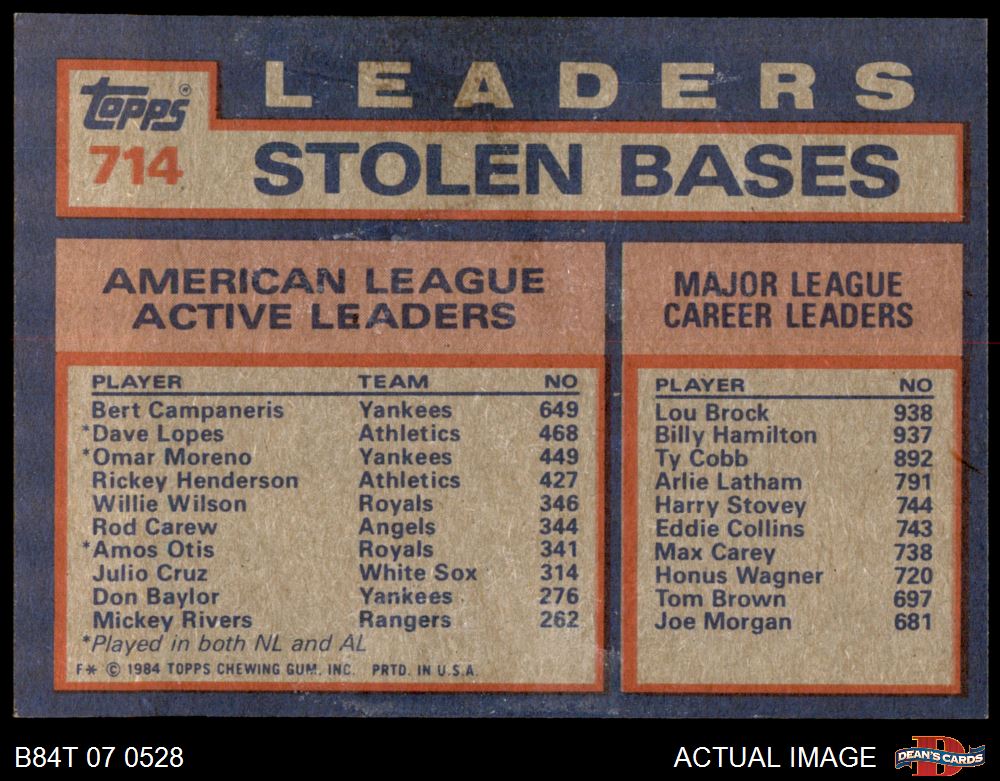 LEADERS
Topps®
714
STOLEN BASES
AMERICAN LEAGUE
ACTIVE LEADERS
PLAYER TEAM NO
Bert Campaneris Yankees 649
*Dave Lopes Athletics 468
*Omar Moreno Yankees 449
Rickey Henderson Athletics 427
Willie Wilson Royals 346
Rod Carew Angels 344
*Amos Otis Royals 341
Julio Cruz White Sox 314
Don Baylor Yankees 276
Mickey Rivers Rangers 262
*Played in both NL and AL
F* © 1984 TOPPS CHEWING GUM, INC. PRTD. IN U.S.A.
MAJOR LEAGUE
CAREER LEADERS
PLAYER NO
Lou Brock 938
Billy Hamilton 937
Ty Cobb 892
Arlie Latham 791
Harry Stovey 744
Eddie Collins 743
Max Carey 738
Honus Wagner 720
Tom Brown 697
Joe Morgan 681
B84T 07 0528
ACTUAL IMAGE
D
DEAN'S CARDS